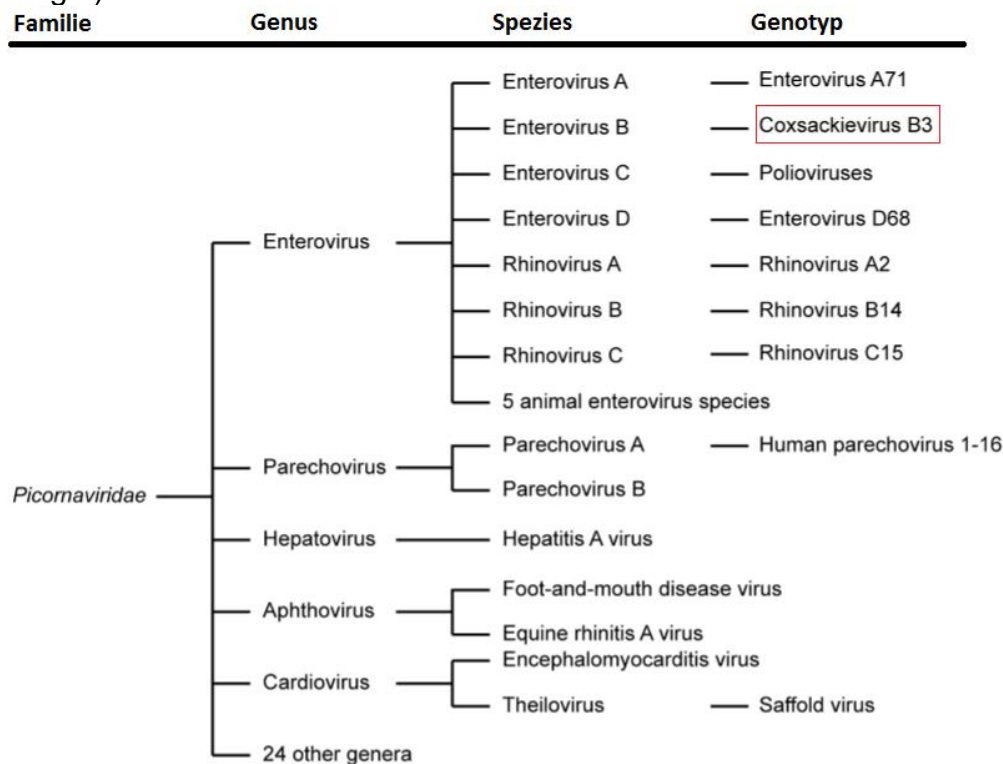 Familie Genus Spezies Genotyp
Enterovirus A Enterovirus A71
Enterovirus B Coxsackievirus B3
Enterovirus C Polioviruses
Enterovirus D Enterovirus D68
Enterovirus
Rhinovirus A Rhinovirus A2
Rhinovirus B Rhinovirus B14
Rhinovirus C Rhinovirus C15
5 animal enterovirus species
Parechovirus A Human parechovirus 1-16
Parechovirus
Parechovirus B
Picornaviridae
Hepatovirus Hepatitis A virus
Foot-and-mouth disease virus
Aphthovirus
Equine rhinitis A virus
Encephalomyocarditis virus
Cardiovirus
Theilovirus Saffold virus
24 other genera